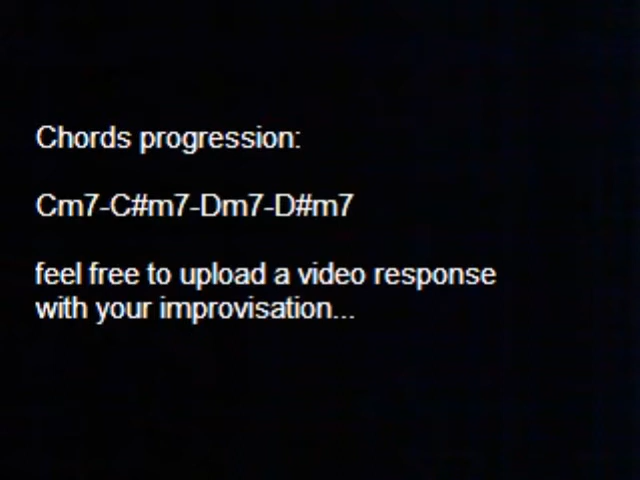 Chords progression:
Cm7-C#m7-Dm7-D#m7
feel free to upload a video response
with your improvisation...